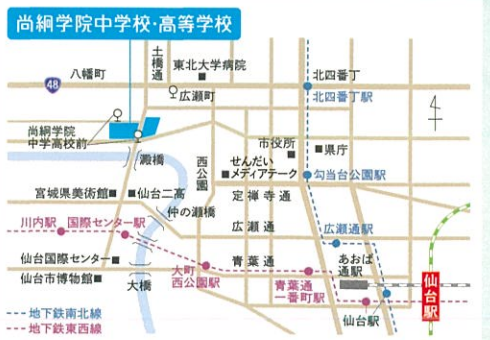 尚絅学院中学校・高等学校
土橋通
東北大学病院
八幡町
48
広瀬町
北四番丁
北四番丁駅
尚絅学院
中学高校前
澱橋
西公園
市役所
県庁
せんだい
メディアテーク
勾当台公園駅
宮城県美術館
仙台二高
定禅寺通
仲の瀬橋
川内駅
国際センター駅
広瀬通
広瀬通駅
仙台国際センター
青葉通
あおば
通駅
仙台市博物館
大橋
大町
西公園駅
青葉通
一番町駅
仙台駅
仙台駅
地下鉄南北線
地下鉄東西線